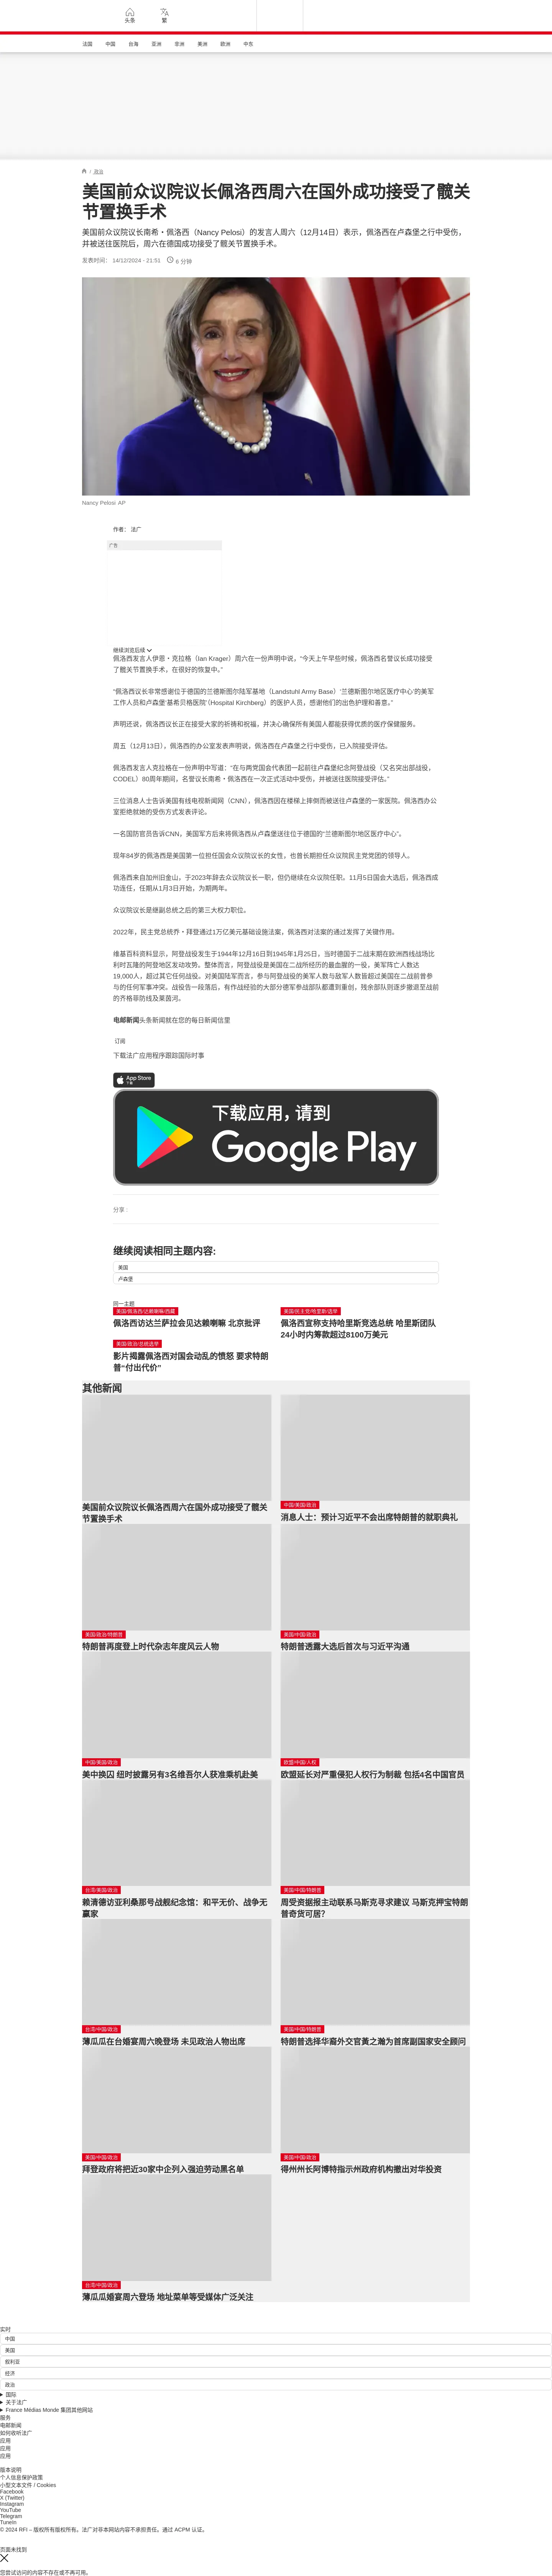 头条
繁
法国 中国 台海 亚洲 非洲 美洲 欧洲 中东
政治
美国前众议院议长佩洛西周六在国外成功接受了髋关
节置换手术
美国前众议院议长南希・佩洛西（Nancy Pelosi）的发言人周六（12月14日）表示，佩洛西在卢森堡之行中受伤，
并被送往医院后，周六在德国成功接受了髋关节置换手术。
发表时间： 14/12/2024 - 21:51 6 分钟
Nancy Pelosi AP
作者： 法广
广告
继续浏览后续
佩洛西发言人伊恩・克拉格（Ian Krager）周六在一份声明中说，“今天上午早些时候，佩洛西名誉议长成功接受
了髋关节置换手术，在很好的恢复中。”
“佩洛西议长非常感谢位于德国的兰德斯图尔陆军基地（Landstuhl Army Base）‘兰德斯图尔地区医疗中心’的美军
工作人员和卢森堡‘基希贝格医院’（Hospital Kirchberg）的医护人员，感谢他们的出色护理和善意。”
声明还说，佩洛西议长正在接受大家的祈祷和祝福，并决心确保所有美国人都能获得优质的医疗保健服务。
周五（12月13日），佩洛西的办公室发表声明说，佩洛西在卢森堡之行中受伤，已入院接受评估。
佩洛西发言人克拉格在一份声明中写道：“在与两党国会代表团一起前往卢森堡纪念阿登战役（又名突出部战役，
CODEL）80周年期间，名誉议长南希・佩洛西在一次正式活动中受伤，并被送往医院接受评估。”
三位消息人士告诉美国有线电视新闻网（CNN），佩洛西因在楼梯上摔倒而被送往卢森堡的一家医院。佩洛西办公
室拒绝就她的受伤方式发表评论。
一名国防官员告诉CNN，美国军方后来将佩洛西从卢森堡送往位于德国的“兰德斯图尔地区医疗中心”。
现年84岁的佩洛西是美国第一位担任国会众议院议长的女性，也曾长期担任众议院民主党党团的领导人。
佩洛西来自加州旧金山，于2023年辞去众议院议长一职，但仍继续在众议院任职。11月5日国会大选后，佩洛西成
功连任，任期从1月3日开始，为期两年。
众议院议长是继副总统之后的第三大权力职位。
2022年，民主党总统乔・拜登通过1万亿美元基础设施法案，佩洛西对法案的通过发挥了关键作用。
维基百科资料显示，阿登战役发生于1944年12月16日到1945年1月25日，当时德国于二战末期在欧洲西线战场比
利时瓦隆的阿登地区发动攻势。整体而言，阿登战役是美国在二战所经历的最血腥的一役，美军阵亡人数达
19,000人，超过其它任何战役。对美国陆军而言，参与阿登战役的美军人数与敌军人数皆超过美国在二战前曾参
与的任何军事冲突。战役告一段落后，有作战经验的大部分德军参战部队都遭到重创，残余部队则逐步撤退至战前
的齐格菲防线及莱茵河。
电邮新闻头条新闻就在您的每日新闻信里
订阅
下载法广应用程序跟踪国际时事
App Store
下载
下载应用，请到
Google Play
分享 :
继续阅读相同主题内容:
美国
卢森堡
同一主题
美国/佩洛西/达赖喇嘛/西藏
佩洛西访达兰萨拉会见达赖喇嘛 北京批评
美国/民主党/哈里斯/选举
佩洛西宣称支持哈里斯竞选总统 哈里斯团队
24小时内筹款超过8100万美元
美国/政治/总统选举
影片揭露佩洛西对国会动乱的愤怒 要求特朗
普“付出代价”
其他新闻
美国前众议院议长佩洛西周六在国外成功接受了髋关
节置换手术
中国/美国/政治
消息人士：预计习近平不会出席特朗普的就职典礼
美国/政治/特朗普
特朗普再度登上时代杂志年度风云人物
美国/中国/政治
特朗普透露大选后首次与习近平沟通
中国/美国/政治
美中换囚 纽时披露另有3名维吾尔人获准乘机赴美
欧盟/中国/人权
欧盟延长对严重侵犯人权行为制裁 包括4名中国官员
台湾/美国/政治
赖清德访亚利桑那号战舰纪念馆：和平无价、战争无
赢家
美国/中国/特朗普
周受资据报主动联系马斯克寻求建议 马斯克押宝特朗
普奇货可居？
台湾/中国/政治
薄瓜瓜在台婚宴周六晚登场 未见政治人物出席
美国/中国/特朗普
特朗普选择华裔外交官黃之瀚为首席副国家安全顾问
美国/中国/政治
拜登政府将把近30家中企列入强迫劳动黑名单
美国/中国/政治
得州州长阿博特指示州政府机构撤出对华投资
台湾/中国/政治
薄瓜瓜婚宴周六登场 地址菜单等受媒体广泛关注
实时
中国
美国
叙利亚
经济
政治
国际
关于法广
France Médias Monde 集团其他网站
服务
电邮新闻
如何收听法广
应用
应用
应用
版本说明
个人信息保护政策
小型文本文件 / Cookies
Facebook
X (Twitter)
Instagram
YouTube
Telegram
TuneIn
© 2024 RFI – 版权所有版权所有。法广对非本网站内容不承担责任。通过 ACPM 认证。
页面未找到
您尝试访问的内容不存在或不再可用。